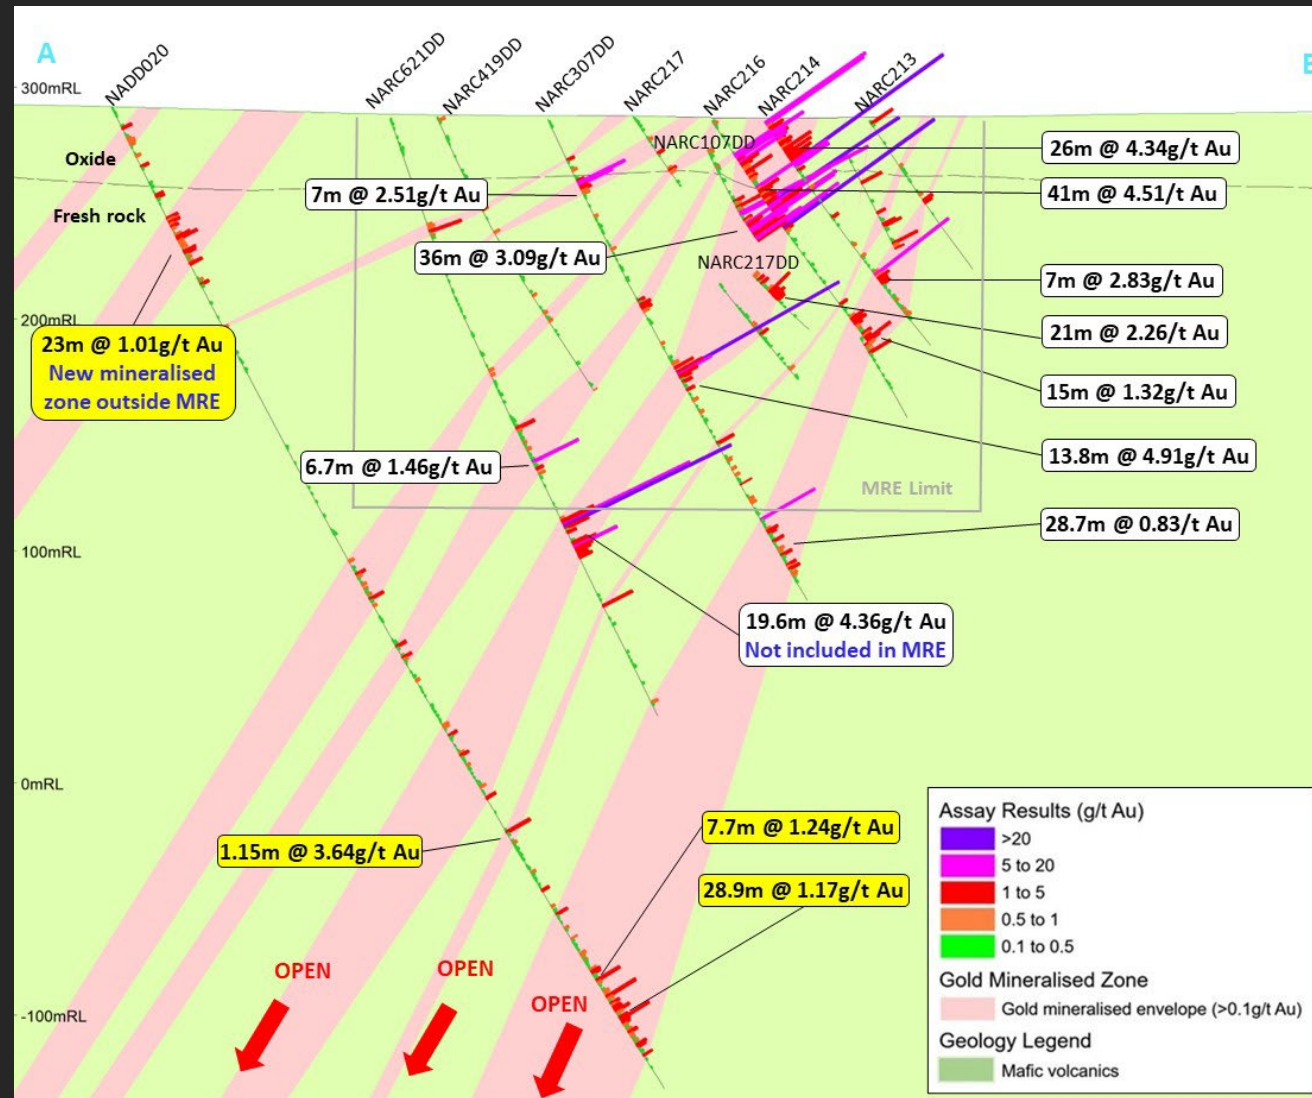 A
B
NADD020
NARC621DD
NARC419DD
NARC307DD
NARC217
NARC216
NARC214
NARC213
300mRL
NARC107DD
26m @ 4.34g/t Au
Oxide
7m @ 2.51g/t Au
41m @ 4.51/t Au
Fresh rock
36m @ 3.09g/t Au
NARC217DD
7m @ 2.83g/t Au
200mRL
21m @ 2.26/t Au
23m @ 1.01g/t Au
New mineralised
zone outside MRE
15m @ 1.32g/t Au
6.7m @ 1.46g/t Au
13.8m @ 4.91g/t Au
MRE Limit
28.7m @ 0.83/t Au
100mRL
19.6m @ 4.36g/t Au
Not included in MRE
0mRL
1.15m @ 3.64g/t Au
7.7m @ 1.24g/t Au
28.9m @ 1.17g/t Au
OPEN
OPEN
OPEN
-100mRL
Assay Results (g/t Au)
>20
5 to 20
1 to 5
0.5 to 1
0.1 to 0.5
Gold Mineralised Zone
Gold mineralised envelope (>0.1g/t Au)
Geology Legend
Mafic volcanics